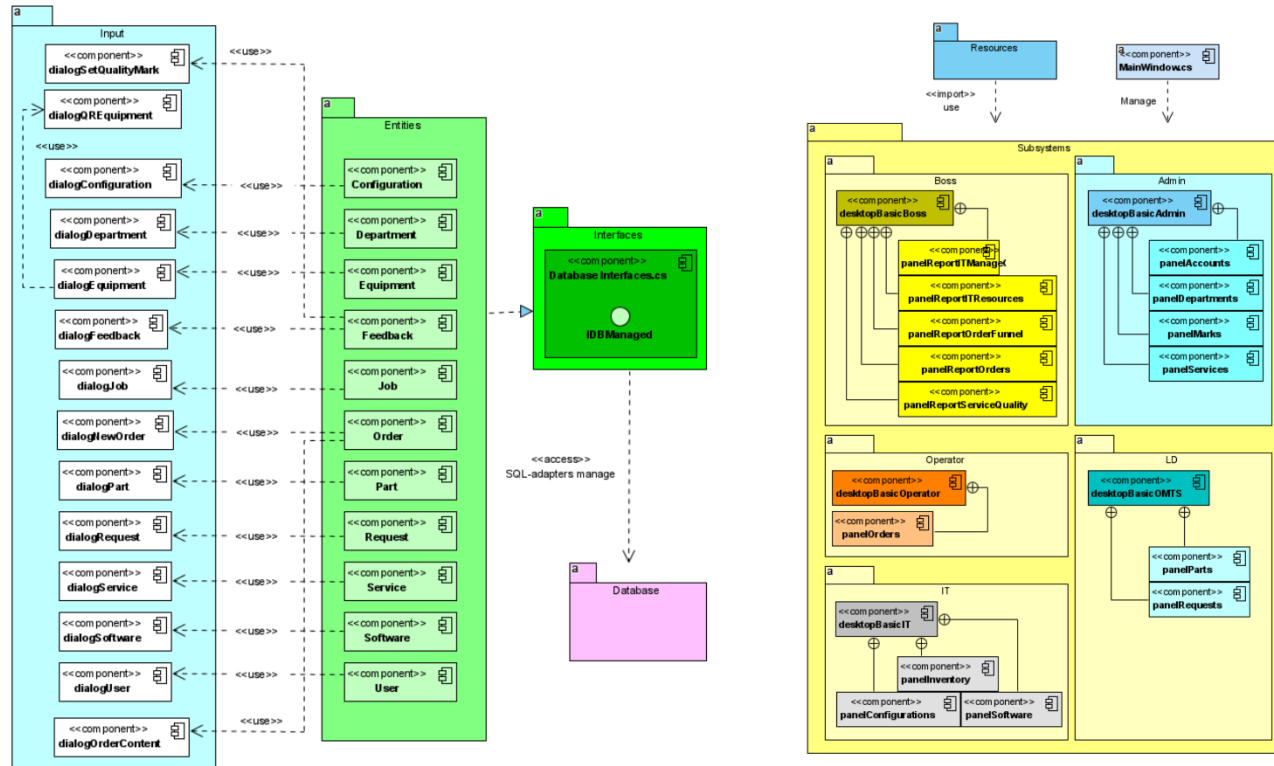 a
Input
<<component>>
dialogSetQualityMark
<<component>>
dialogQREquipment
<<use>>
<<component>>
dialogConfiguration
<<component>>
dialogDepartment
<<component>>
dialogEquipment
<<component>>
dialogFeedback
<<component>>
dialogJob
<<component>>
dialogNewOrder
<<component>>
dialogPart
<<component>>
dialogRequest
<<component>>
dialogService
<<component>>
dialogSoftware
<<component>>
dialogUser
<<component>>
dialogOrderContent
<<use>>
<<use>>
<<use>>
<<use>>
<<use>>
<<use>>
<<use>>
<<use>>
<<use>>
<<use>>
<<use>>
<<use>>
<<use>>
a
Entities
<<component>>
Configuration
<<component>>
Department
<<component>>
Equipment
<<component>>
Feedback
<<component>>
Job
<<component>>
Order
<<component>>
Part
<<component>>
Request
<<component>>
Service
<<component>>
Software
<<component>>
User
a
Interfaces
<<component>>
Database Interfaces.cs
IDBManaged
<<access>>
SQL-adapters manage
a
Database
a
Resources
<<import>>
use
a
<<component>>
MainWindow.cs
Manage
a
Subsystems
a
Boss
<<component>>
desktopBasicBoss
<<component>>
panelReportITManage
<<component>>
panelReportITResources
<<component>>
panelReportOrderFunnel
<<component>>
panelReportOrders
<<component>>
panelReportServiceQuality
a
Admin
<<component>>
desktopBasicAdmin
<<component>>
panelAccounts
<<component>>
panelDepartments
<<component>>
panelMarks
<<component>>
panelServices
a
Operator
<<component>>
desktopBasicOperator
<<component>>
panelOrders
a
LD
<<component>>
desktopBasicOMTS
<<component>>
panelParts
<<component>>
panelRequests
a
IT
<<component>>
desktopBasicIT
<<component>>
panelInventory
<<component>>
panelConfigurations
<<component>>
panelSoftware